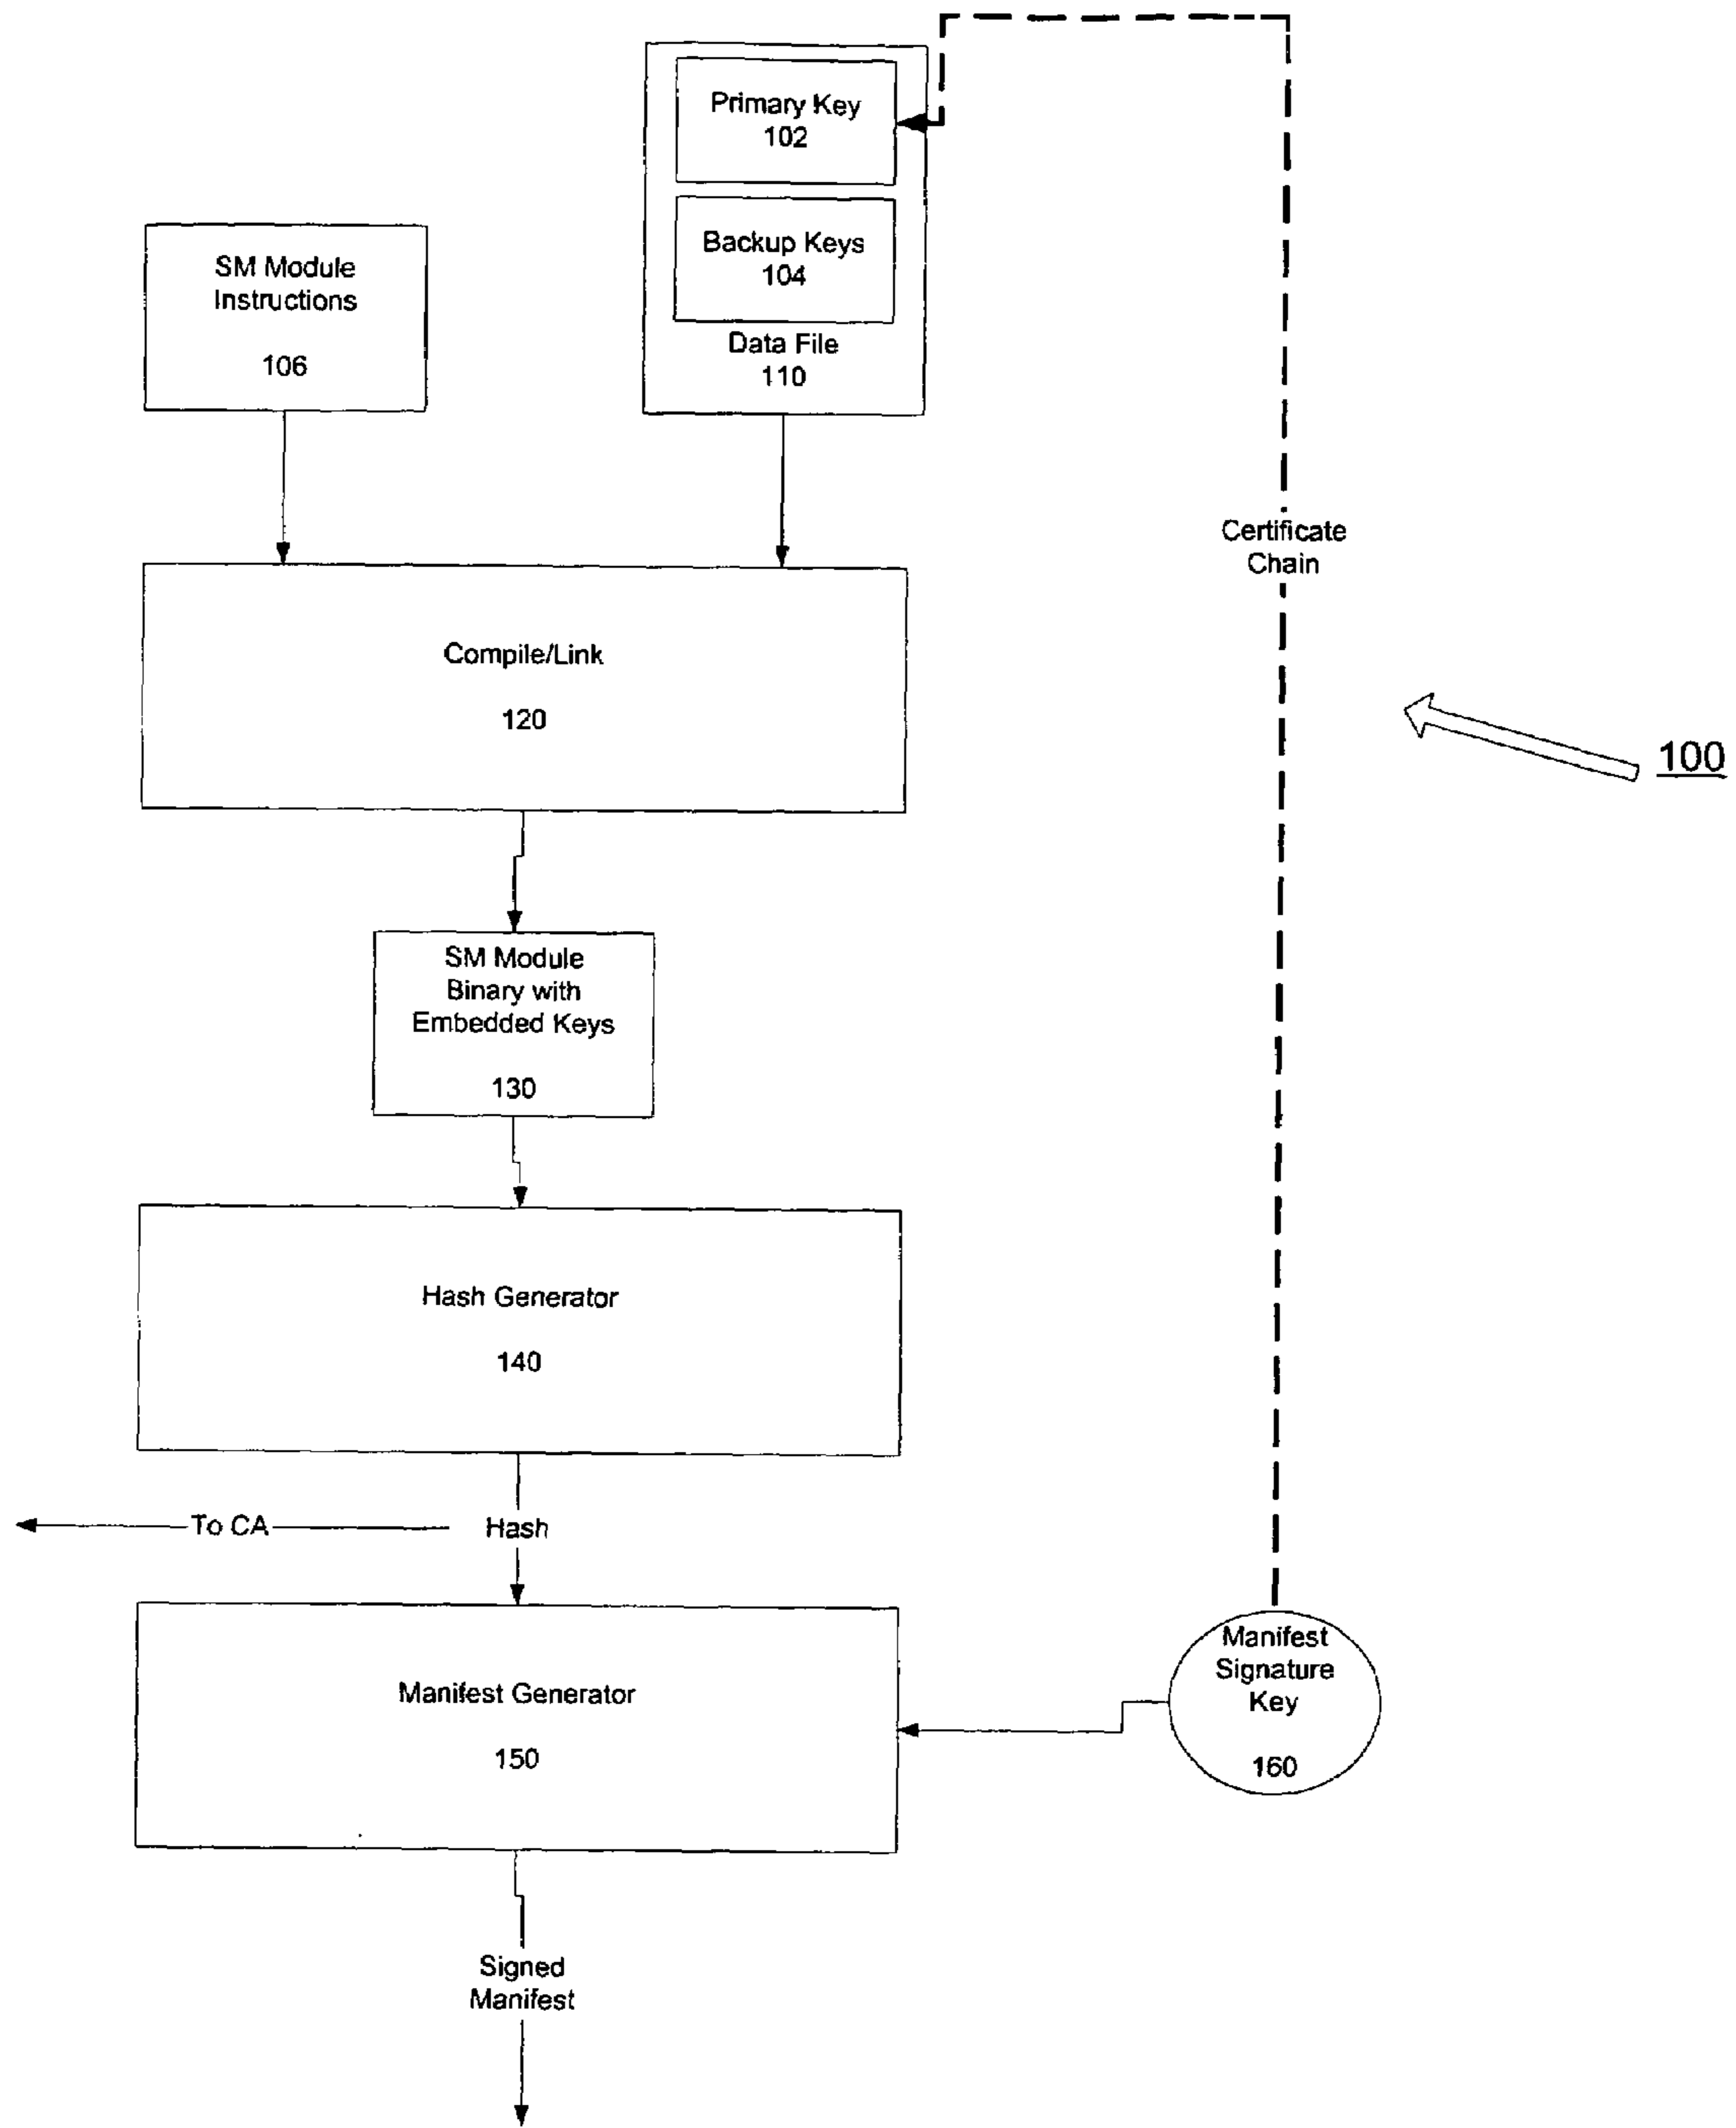 Primary Key
102
Backup Keys
104
Data File
110
SM Module
Instructions
106
Certificate
Chain
Compile/Link
120
100
SM Module
Binary with
Embedded Keys
130
Hash Generator
140
To CA
Hash
Manifest
Signature
Key
160
Manifest Generator
150
Signed
Manifest